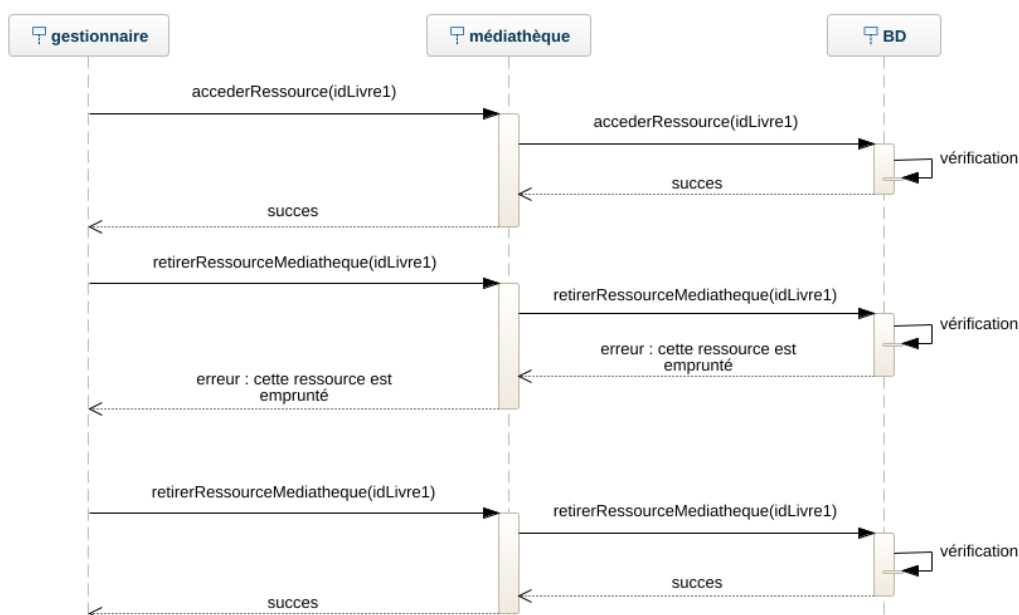 gestionnaire
médiathèque
BD
accederRessource(idLivre1)
accederRessource(idLivre1)
vérification
succes
succes
retirerRessourceMediatheque(idLivre1)
retirerRessourceMediatheque(idLivre1)
vérification
erreur : cette ressource est
emprunté
erreur : cette ressource est
emprunté
retirerRessourceMediatheque(idLivre1)
retirerRessourceMediatheque(idLivre1)
vérification
succes
succes